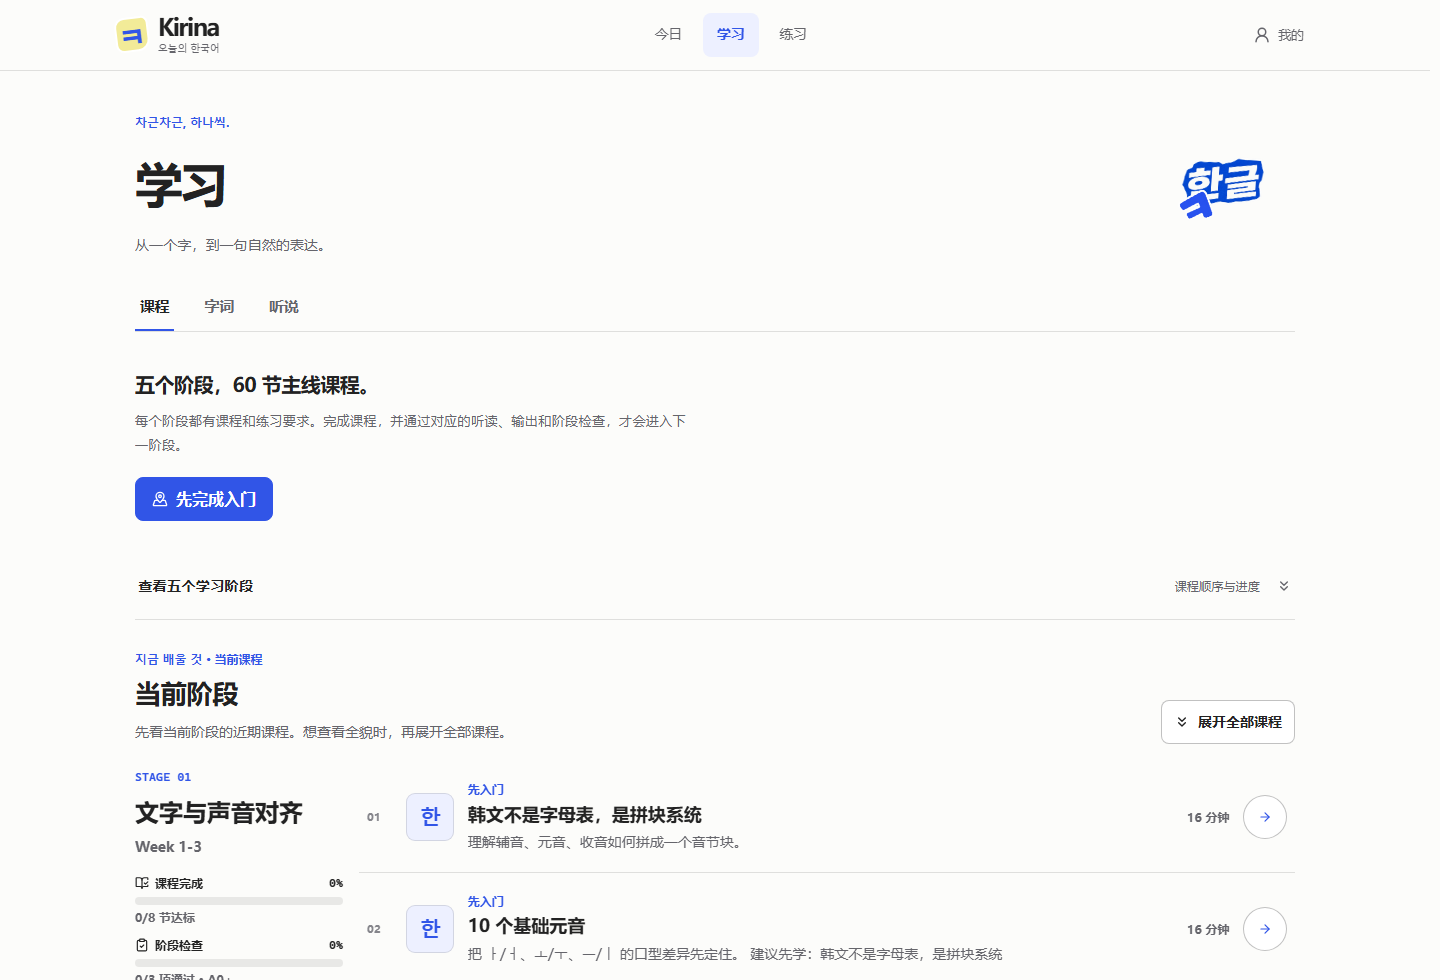 ㅋ Kirina
오늘의 한국어
今日 学习 练习
我的
차근차근, 하나씩.
学习
한글
ㅋ
从一个字，到一句自然的表达。
课程 字词 听说
五个阶段，60 节主线课程。
每个阶段都有课程和练习要求。完成课程，并通过对应的听读、输出和阶段检查，才会进入下
一阶段。
先完成入门
查看五个学习阶段
课程顺序与进度
지금 배울 것 • 当前课程
当前阶段
先看当前阶段的近期课程。想查看全貌时，再展开全部课程。
展开全部课程
STAGE 01
文字与声音对齐
Week 1-3
课程完成 0%
0/8 节达标
阶段检查 0%
0/3 项通过 • A0
01
한
先入门
韩文不是字母表，是拼块系统
理解辅音、元音、收音如何拼成一个音节块。
16 分钟
02
한
先入门
10 个基础元音
把 ㅏ/ㅓ、ㅗ/ㅜ、ㅡ/ㅣ 的口型差异先定住。 建议先学：韩文不是字母表，是拼块系统
16 分钟